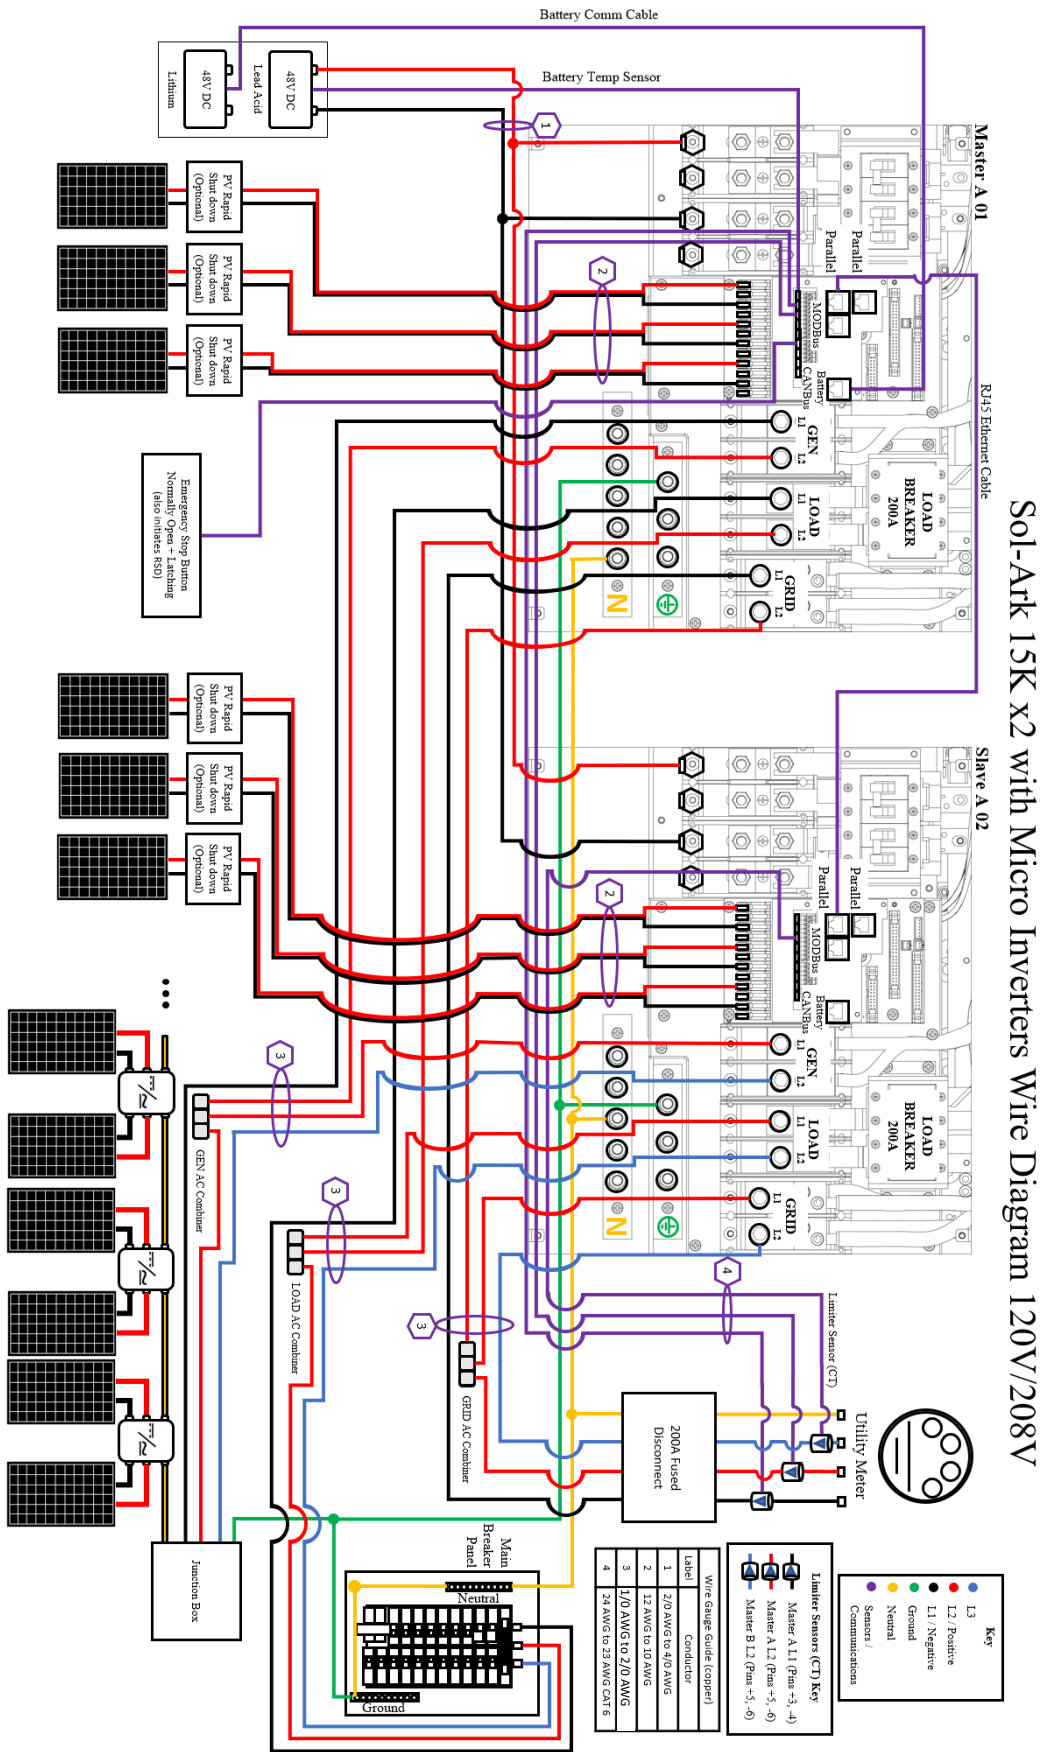 Sol-Ark 15K x2 with Micro Inverters Wire Diagram 120V/208V
Battery Comm Cable
Battery Temp Sensor
48V DC
Lithium
48V DC
Lead Acid
1
Master A 01
PV Rapid
Shut down
(Optional)
PV Rapid
Shut down
(Optional)
PV Rapid
Shut down
(Optional)
2
Parallel
Parallel
MODBus
Battery
CANBus
RJ45 Ethernet Cable
GEN
L1
L2
LOAD
L1
L2
GRID
L1
L2
LOAD
BREAKER
200A
N
Emergency Stop Button
Normally Open + Latching
(also initiates RSD)
Slave A 02
PV Rapid
Shut down
(Optional)
PV Rapid
Shut down
(Optional)
PV Rapid
Shut down
(Optional)
2
Parallel
Parallel
MODBus
Battery
CANBus
GEN
L1
L2
LOAD
L1
L2
GRID
L1
L2
LOAD
BREAKER
200A
N
3
GEN AC Combiner
3
LOAD AC Combiner
3
GRID AC Combiner
4
Limiter Sensor (CT)
200A Fused
Disconnect
Utility Meter
Junction Box
Main
Breaker
Panel
Neutral
Ground
Wire Gauge Guide (copper)
Label Conductor
1 2/0 AWG to 4/0 AWG
2 12 AWG to 10 AWG
3 1/0 AWG to 2/0 AWG
4 24 AWG to 23 AWG CAT 6
Limiter Sensors (CT) Key
Master A L1 (Pins +3, -4)
Master A L2 (Pins +5, -6)
Master B L2 (Pins +5, -6)
Key
L3
L2 / Positive
L1 / Negative
Ground
Neutral
Sensors /
Communications